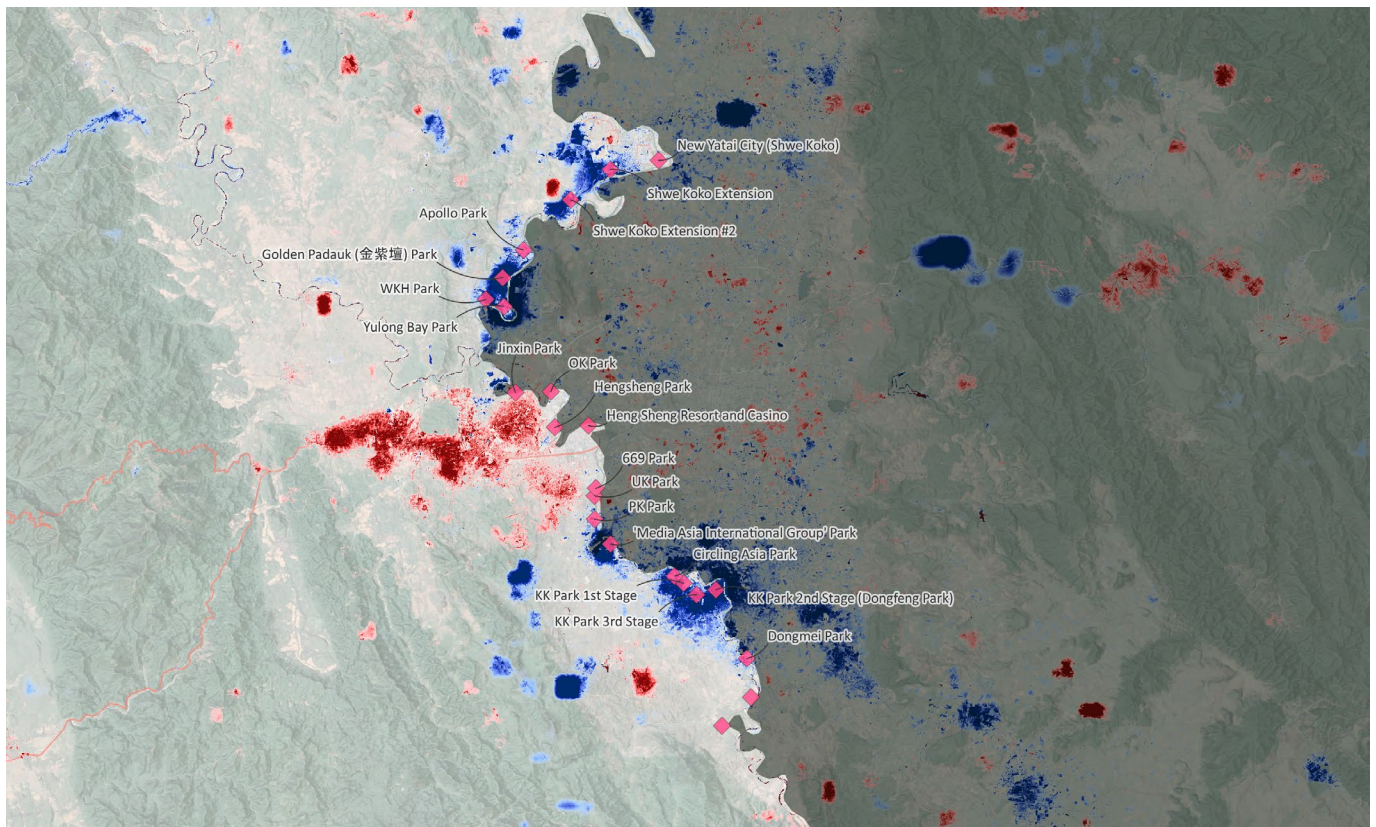 New Yatai City (Shwe Koko)
Shwe Koko Extension
Apollo Park
Shwe Koko Extension #2
Golden Padauk (金紫壇) Park
WKH Park
Yulong Bay Park
Jinxin Park
OK Park
Hengsheng Park
Heng Sheng Resort and Casino
669 Park
UK Park
PK Park
'Media Asia International Group' Park
Circling Asia Park
KK Park 1st Stage
KK Park 2nd Stage (Dongfeng Park)
KK Park 3rd Stage
Dongmei Park